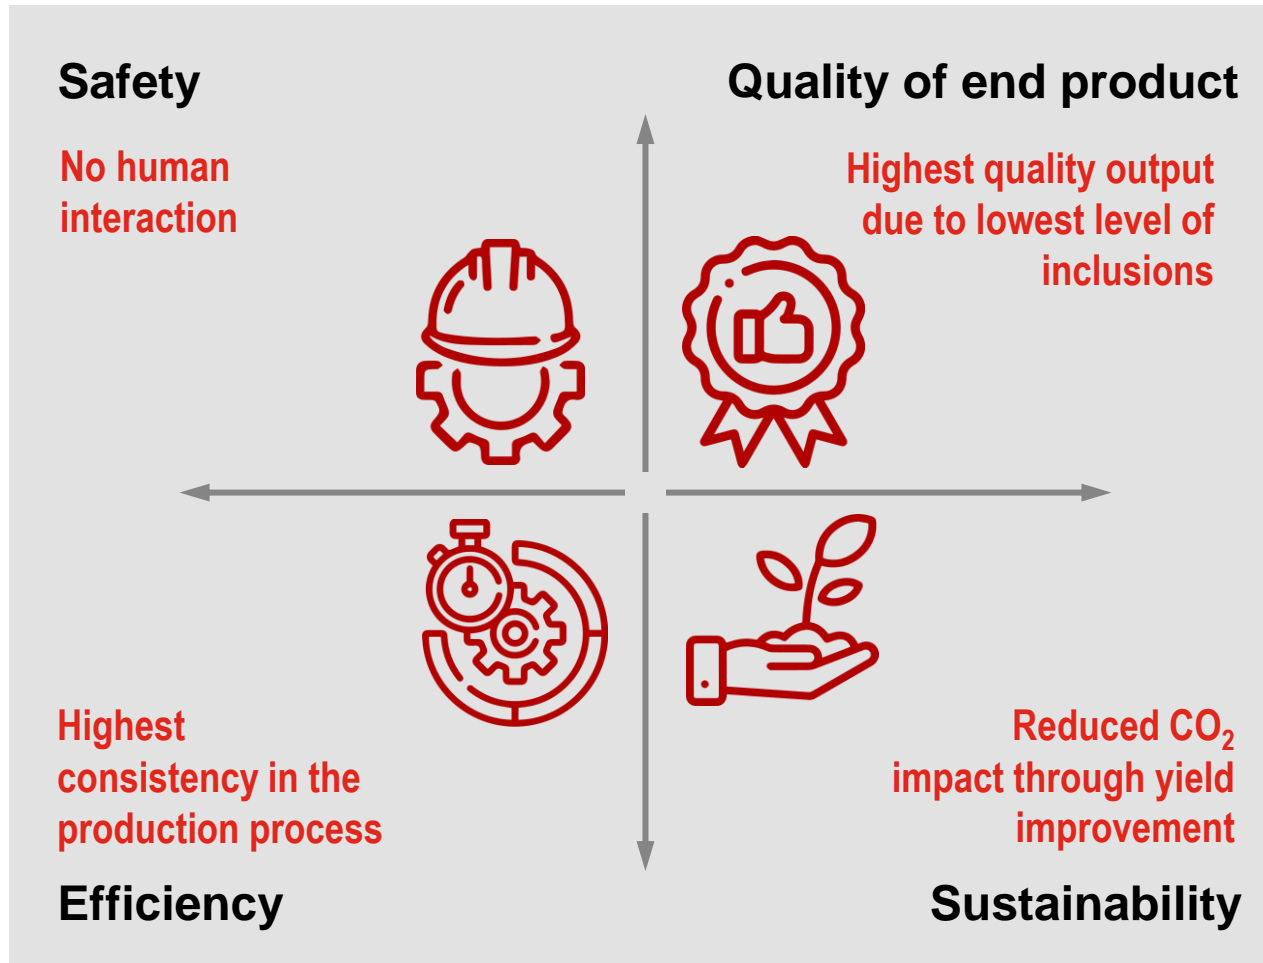 Safety
No human
interaction
Quality of end product
Highest quality output
due to lowest level of
inclusions
Highest
consistency in the
production process
Efficiency
Reduced CO₂
impact through yield
improvement
Sustainability